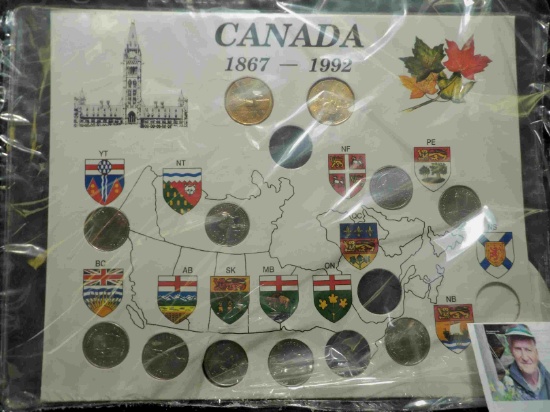 CANADA
1867 — 1992
YT
NT
NF
PE
BC
AB
SK
MB
ON
NB